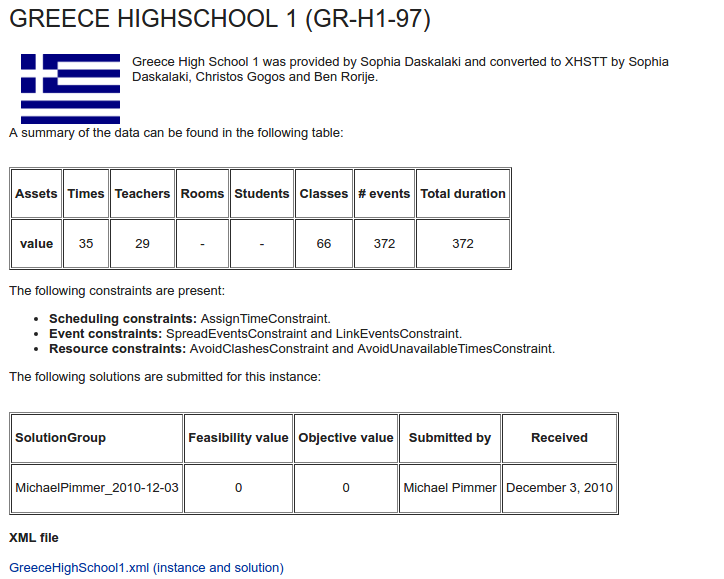 GREECE HIGHSCHOOL 1 (GR-H1-97)
Greece High School 1 was provided by Sophia Daskalaki and converted to XHSTT by Sophia
Daskalaki, Christos Gogos and Ben Rorije.
A summary of the data can be found in the following table:
Assets Times Teachers Rooms Students Classes # events Total duration
value 35 29 - - 66 372 372
The following constraints are present:
• Scheduling constraints: AssignTimeConstraint.
• Event constraints: SpreadEventsConstraint and LinkEventsConstraint.
• Resource constraints: AvoidClashesConstraint and AvoidUnavailableTimesConstraint.
The following solutions are submitted for this instance:
SolutionGroup Feasibility value Objective value Submitted by Received
MichaelPimmer_2010-12-03 0 0 Michael Pimmer December 3, 2010
XML file
GreeceHighSchool1.xml (instance and solution)